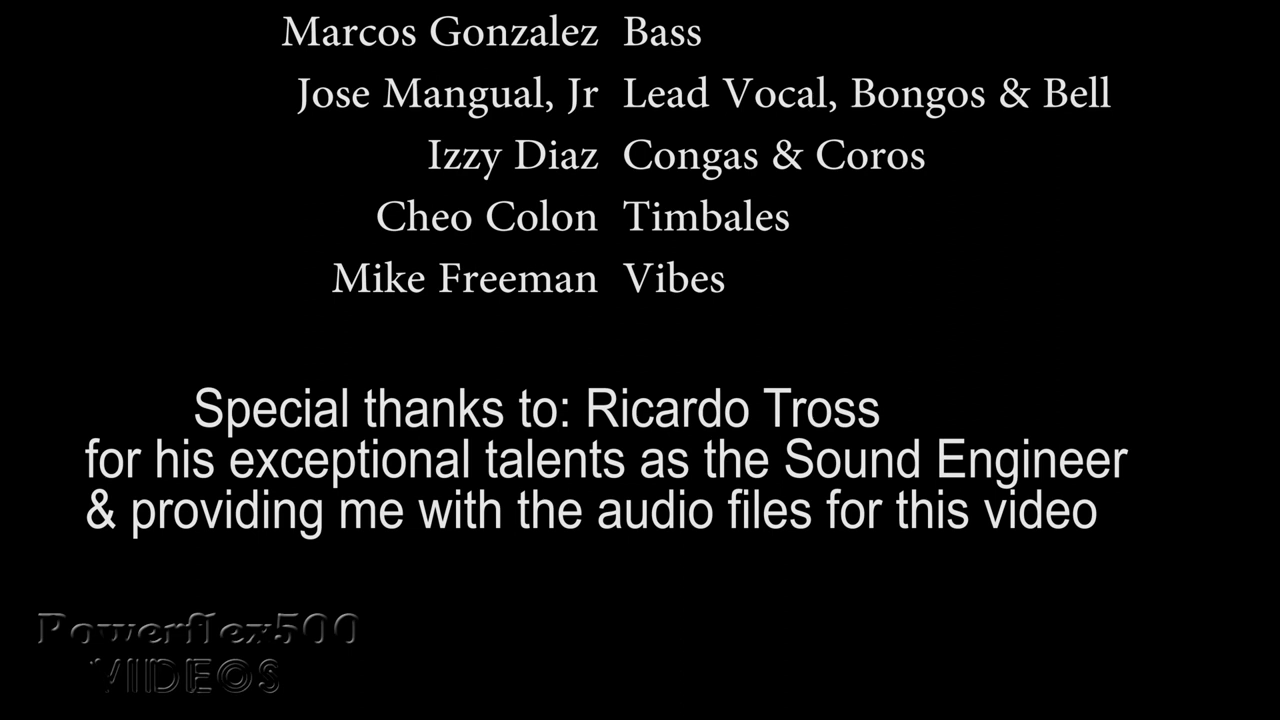 Marcos Gonzalez Bass
Jose Mangual, Jr Lead Vocal, Bongos & Bell
Izzy Diaz Congas & Coros
Cheo Colon Timbales
Mike Freeman Vibes
Special thanks to: Ricardo Tross
for his exceptional talents as the Sound Engineer
& providing me with the audio files for this video
Powerflex500
VIDEOS